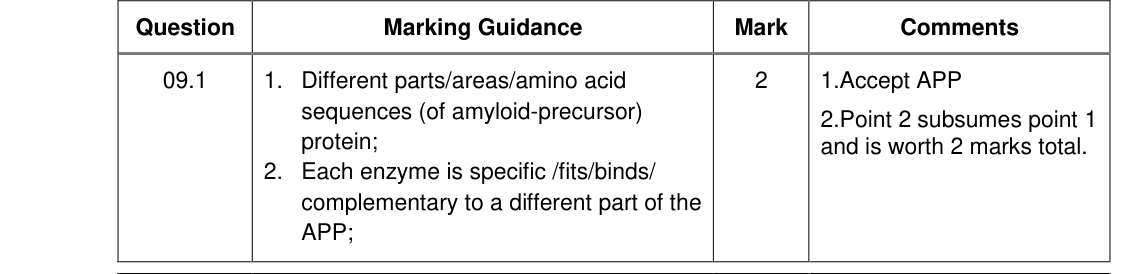 Question Marking Guidance Mark Comments
09.1 1. Different parts/areas/amino acid 2 1.Accept APP
sequences (of amyloid-precursor)
protein;
2. Each enzyme is specific /fits/binds/
complementary to a different part of the
APP;
2.Point 2 subsumes point 1
and is worth 2 marks total.